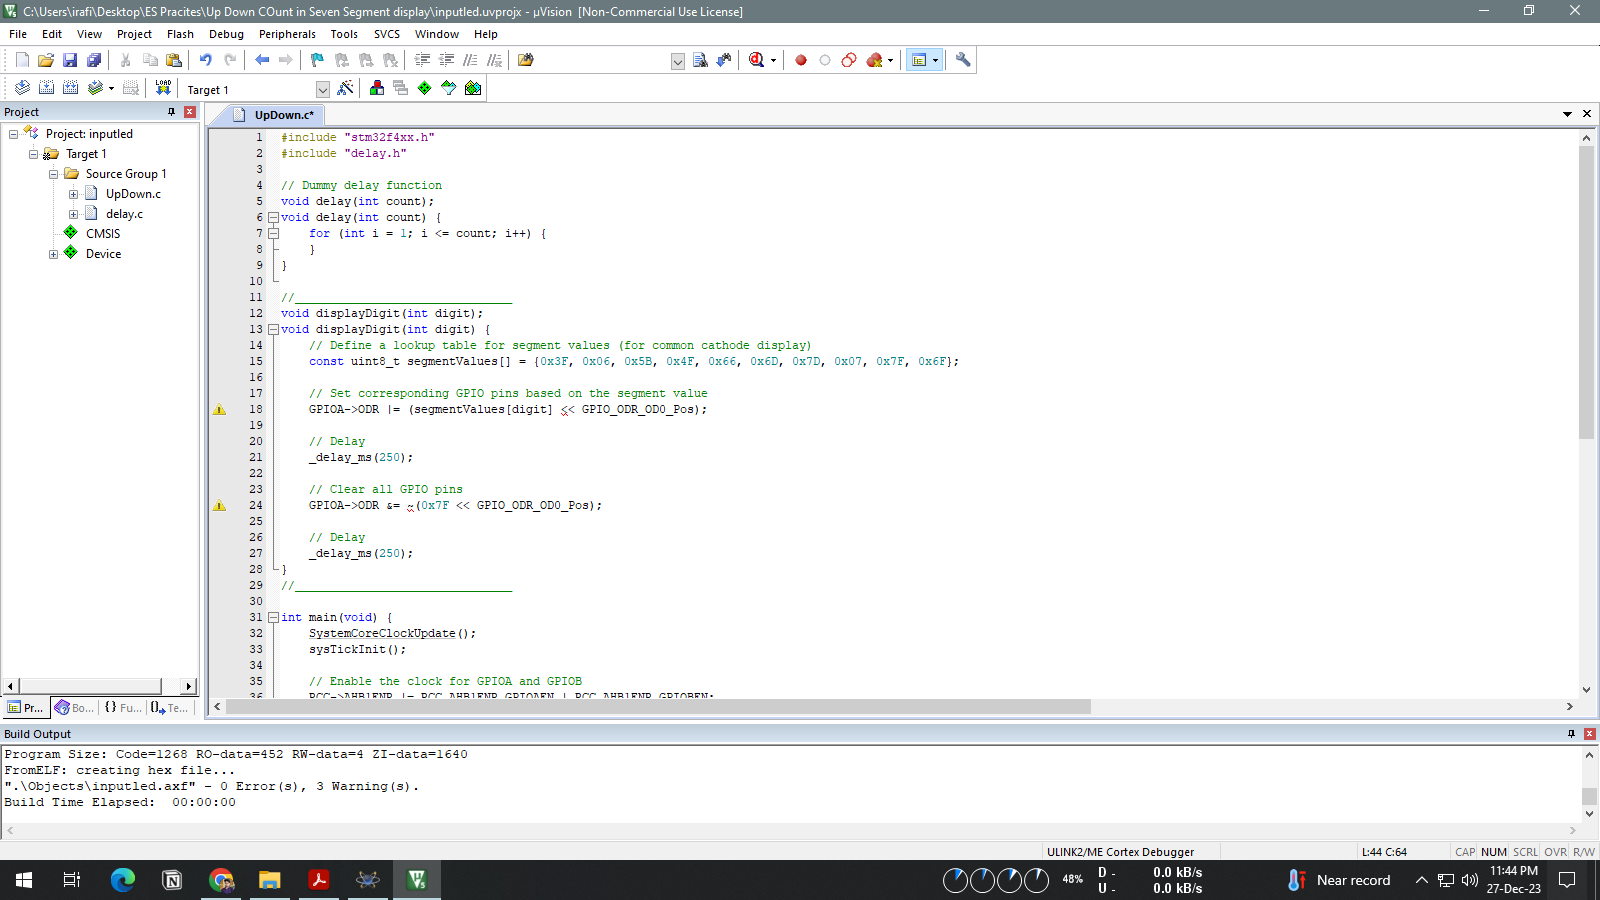 C:\Users\irafi\Desktop\ES Pracites\Up Down COunt in Seven Segment display\inputled.uvprojx - µVision [Non-Commercial Use License]
File Edit View Project Flash Debug Peripherals Tools SVCS Window Help
LOAD
Target 1
Project
UpDown.c*
Project: inputled
Target 1
Source Group 1
UpDown.c
delay.c
CMSIS
Device
1 #include "stm32f4xx.h"
2 #include "delay.h"
3
4 // Dummy delay function
5 void delay(int count);
6 void delay(int count) {
7 for (int i = 1; i <= count; i++) {
8 }
9 }
10
11 //_______________________________
12 void displayDigit(int digit);
13 void displayDigit(int digit) {
14 // Define a lookup table for segment values (for common cathode display)
15 const uint8_t segmentValues[] = {0x3F, 0x06, 0x5B, 0x4F, 0x66, 0x6D, 0x7D, 0x07, 0x7F, 0x6F};
16
17 // Set corresponding GPIO pins based on the segment value
18 GPIOA->ODR |= (segmentValues[digit] << GPIO_ODR_OD0_Pos);
19
20 // Delay
21 _delay_ms(250);
22
23 // Clear all GPIO pins
24 GPIOA->ODR &= ~(0x7F << GPIO_ODR_OD0_Pos);
25
26 // Delay
27 _delay_ms(250);
28 }
29 //_______________________________
30
31 int main(void) {
32 SystemCoreClockUpdate();
33 sysTickInit();
34
35 // Enable the clock for GPIOA and GPIOB
36 RCC->AHB1ENR |= RCC_AHB1ENR_GPIOAEN | RCC_AHB1ENR_GPIOBEN;
Pr... Bo... {} Fu... Te...
Build Output
Program Size: Code=1268 RO-data=452 RW-data=4 ZI-data=1640
FromELF: creating hex file...
".\Objects\inputled.axf" - 0 Error(s), 3 Warning(s).
Build Time Elapsed: 00:00:00
ULINK2/ME Cortex Debugger L:44 C:64 CAP NUM SCRL OVR R/W
48% D - 0.0 kB/s
U - 0.0 kB/s
Near record
11:44 PM
27-Dec-23